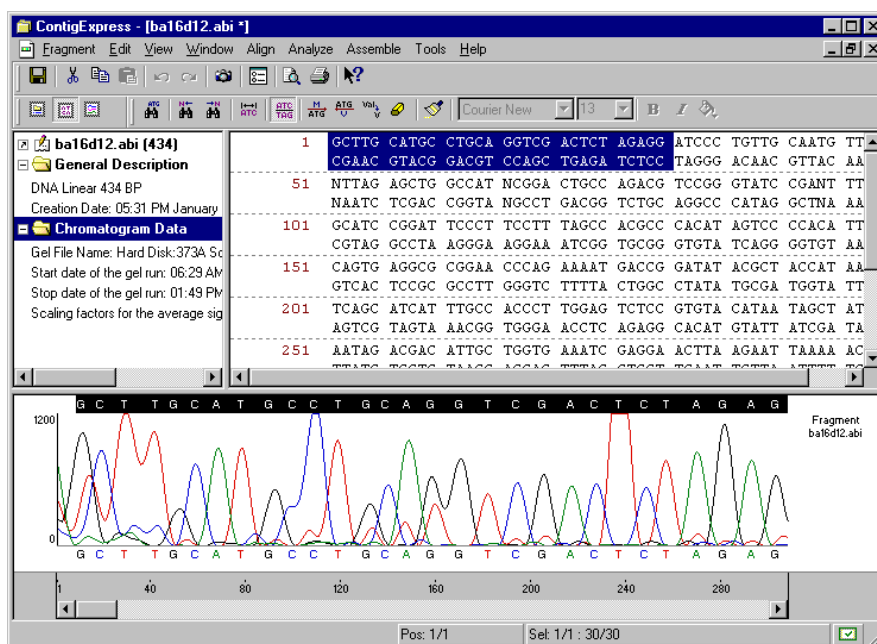 ContigExpress - [ba16d12.abi *]
Fragment Edit View Window Align Analyze Assemble Tools Help
Courier New 13 B I
ba16d12.abi (434)
General Description
DNA Linear 434 BP
Creation Date: 05:31 PM January
Chromatogram Data
Gel File Name: Hard Disk:373A So
Start date of the gel run: 06:29 AM
Stop date of the gel run: 01:49 PM
Scaling factors for the average sig
1 GCTTG CATGC CTGCA GGTCG ACTCT AGAGG ATCCC TGTTG CAATG TT
CGAAC GTACG GACGT CCAGC TGAGA TCTCC TAGGG ACAAC GTTAC AA
51 NTTAG AGCTG GCCAT NCGGA CTGCC AGACG TCCGG GTATC CGANT TT
NAATC TCGAC CGGTA NGCCT GACGG TCTGC AGGCC CATAG GCTNA AA
101 GCATC CGGAT TCCCT TCCTT TAGCC ACGCC CACAT AGTCC CCACA TT
CGTAG GCCTA AGGGA AGGAA ATCGG TGCGG GTGTA TCAGG GGTGT AA
151 CAGTG AGGCG CGGAA CCCAG AAAAT GACCG GATAT ACGCT ACCAT AA
GTCAC TCCGC GCCTT GGGTC TTTTA CTGGC CTATA TGCGA TGGTA TT
201 TCAGC ATCAT TTGCC ACCCT TGGAG TCTCC GTGTA CATAA TAGCT AT
AGTCG TAGTA AACGG TGGGA ACCTC AGAGG CACAT GTATT ATCGA TA
251 AATAG ACGAC ATTGC TGGTG AAATC GAGGA ACTTA AGAAT TAAAA AC
G C T T G C A T G C C T G C A G G T C G A C T C T A G A G
1200
0
Fragment
ba16d12.abi
G C T T G C A T G C C T G C A G G T C G A C T C T A G A G
1 40 80 120 160 200 240 280
Pos: 1/1 Sel: 1/1 : 30/30